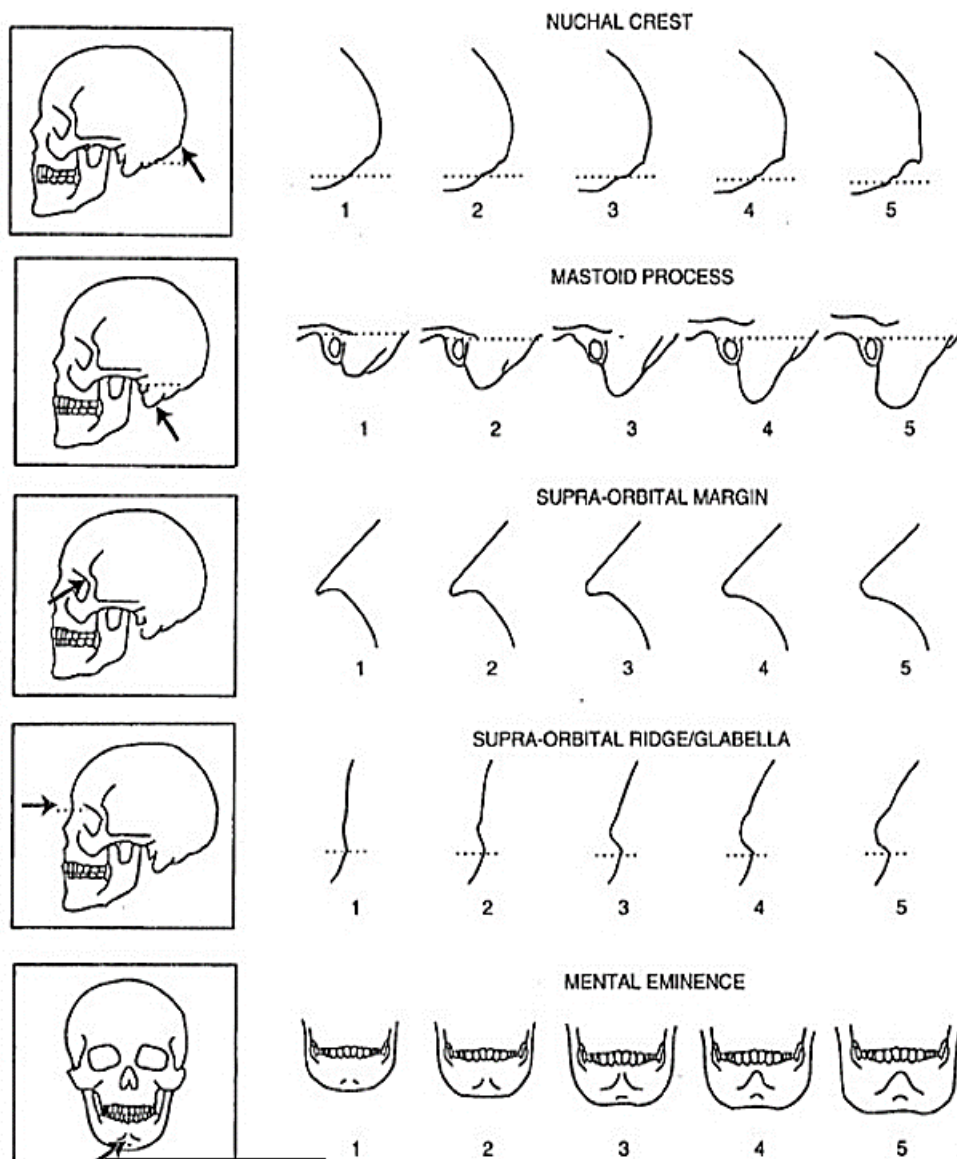 NUCHAL CREST
1 2 3 4 5
MASTOID PROCESS
1 2 3 4 5
SUPRA-ORBITAL MARGIN
1 2 3 4 5
SUPRA-ORBITAL RIDGE/GLABELLA
1 2 3 4 5
MENTAL EMINENCE
1 2 3 4 5